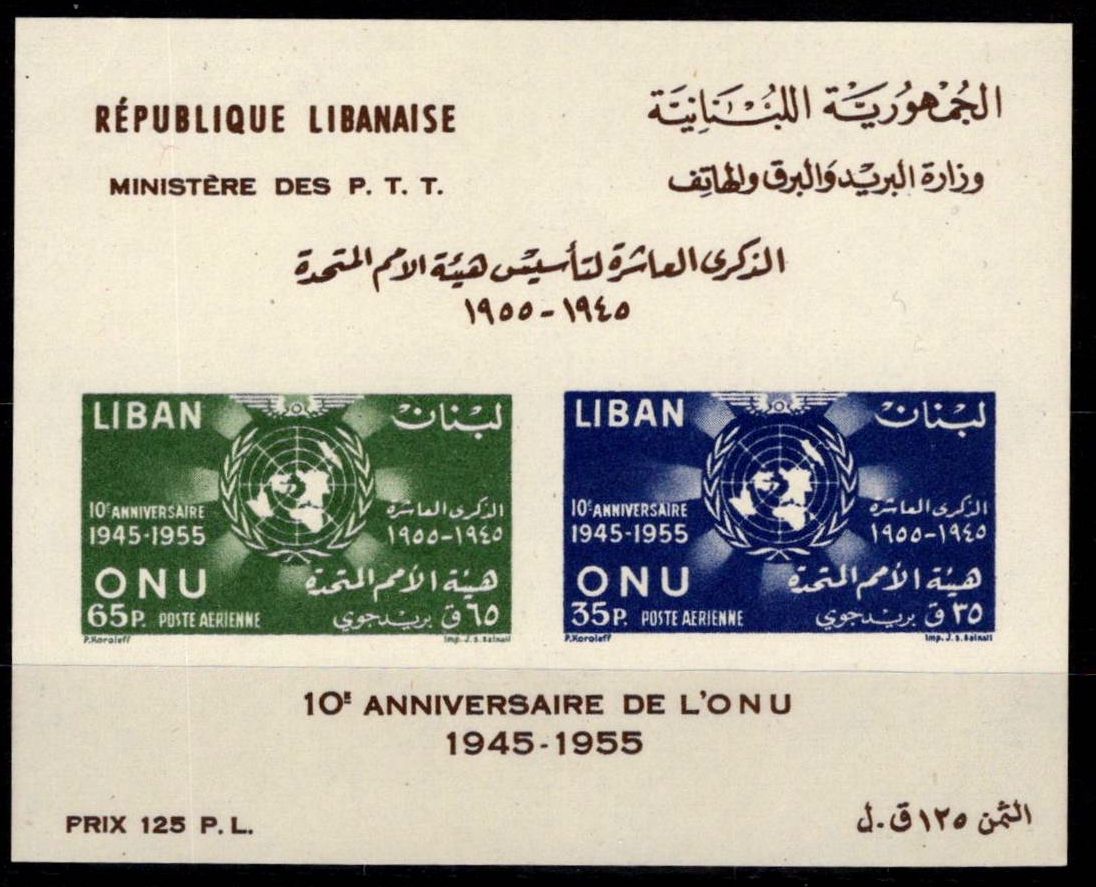 RÉPUBLIQUE LIBANAISE
الجمهورية اللبنانية
MINISTÈRE DES P. T. T.
وزارة البريد والبرق والهاتف
الذكرى العاشرة لتأسيس هيئة الأمم المتحدة
١٩٤٥-١٩٥٥
LIBAN
لبنان
10E ANNIVERSAIRE
1945-1955
الذكرى العاشرة
١٩٤٥-١٩٥٥
ONU
هيئة الأمم المتحدة
65P. POSTE AERIENNE
٦٥ ق بريد جوي
P.Koroleff
LIBAN
لبنان
10E ANNIVERSAIRE
1945-1955
الذكرى العاشرة
١٩٤٥-١٩٥٥
ONU
هيئة الأمم المتحدة
35P. POSTE AERIENNE
٣٥ ق بريد جوي
P.Koroleff
10E ANNIVERSAIRE DE L'ONU
1945-1955
PRIX 125 P. L.
الثمن ١٢٥ ق.ل